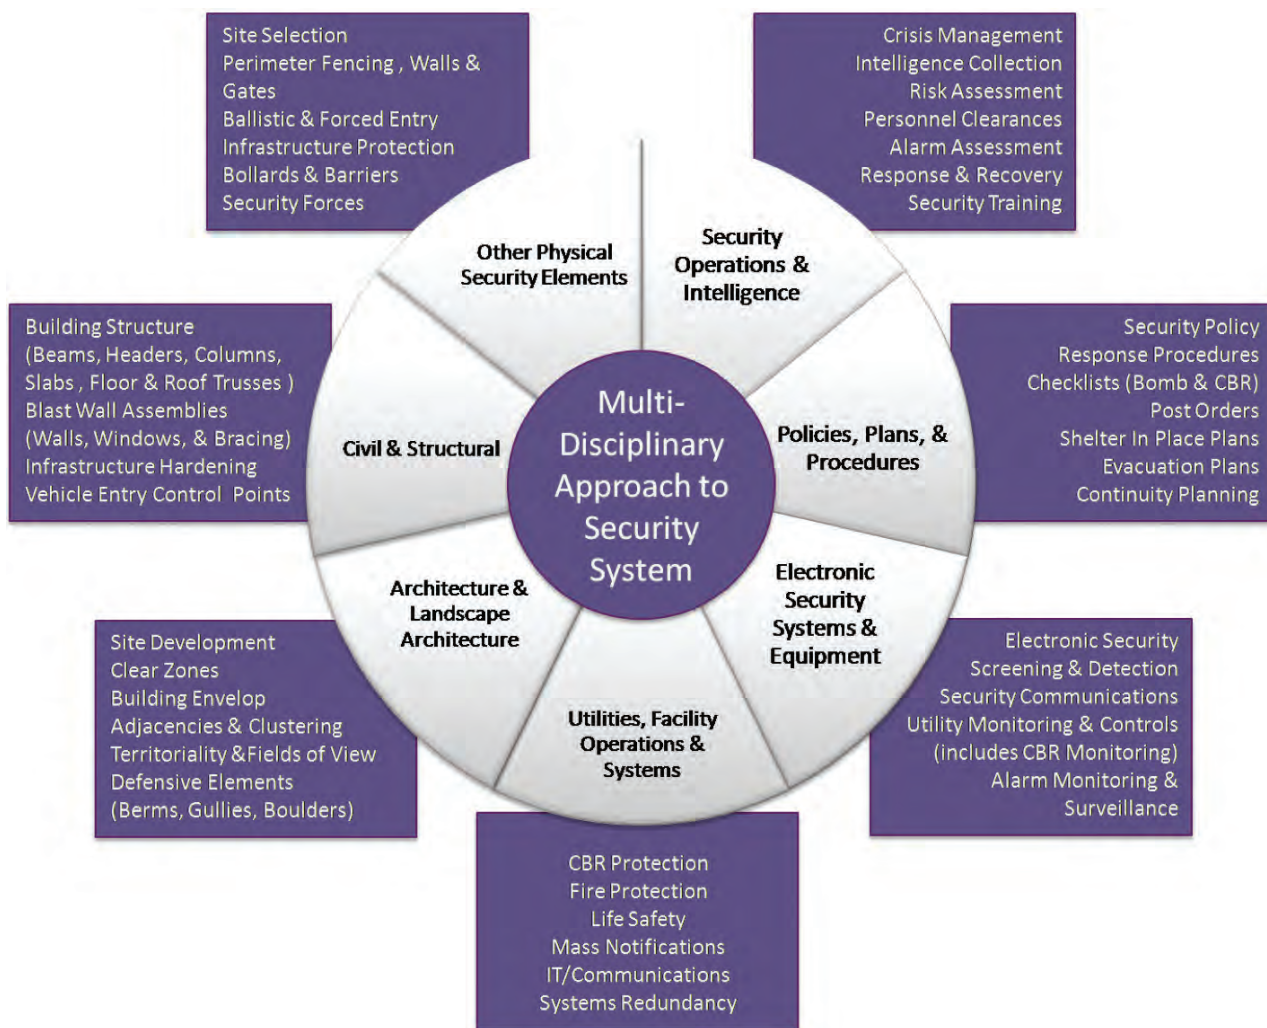 Site Selection
Perimeter Fencing , Walls &
Gates
Ballistic & Forced Entry
Infrastructure Protection
Bollards & Barriers
Security Forces
Crisis Management
Intelligence Collection
Risk Assessment
Personnel Clearances
Alarm Assessment
Response & Recovery
Security Training
Other Physical
Security Elements
Security
Operations &
Intelligence
Building Structure
(Beams, Headers, Columns,
Slabs , Floor & Roof Trusses )
Blast Wall Assemblies
(Walls, Windows, & Bracing)
Infrastructure Hardening
Vehicle Entry Control Points
Civil & Structural
Multi-
Disciplinary
Approach to
Security
System
Policies, Plans, &
Procedures
Security Policy
Response Procedures
Checklists (Bomb & CBR)
Post Orders
Shelter In Place Plans
Evacuation Plans
Continuity Planning
Architecture &
Landscape
Architecture
Electronic
Security
Systems &
Equipment
Site Development
Clear Zones
Building Envelop
Adjacencies & Clustering
Territoriality &Fields of View
Defensive Elements
(Berms, Gullies, Boulders)
Utilities, Facility
Operations &
Systems
Electronic Security
Screening & Detection
Security Communications
Utility Monitoring & Controls
(includes CBR Monitoring)
Alarm Monitoring &
Surveillance
CBR Protection
Fire Protection
Life Safety
Mass Notifications
IT/Communications
Systems Redundancy